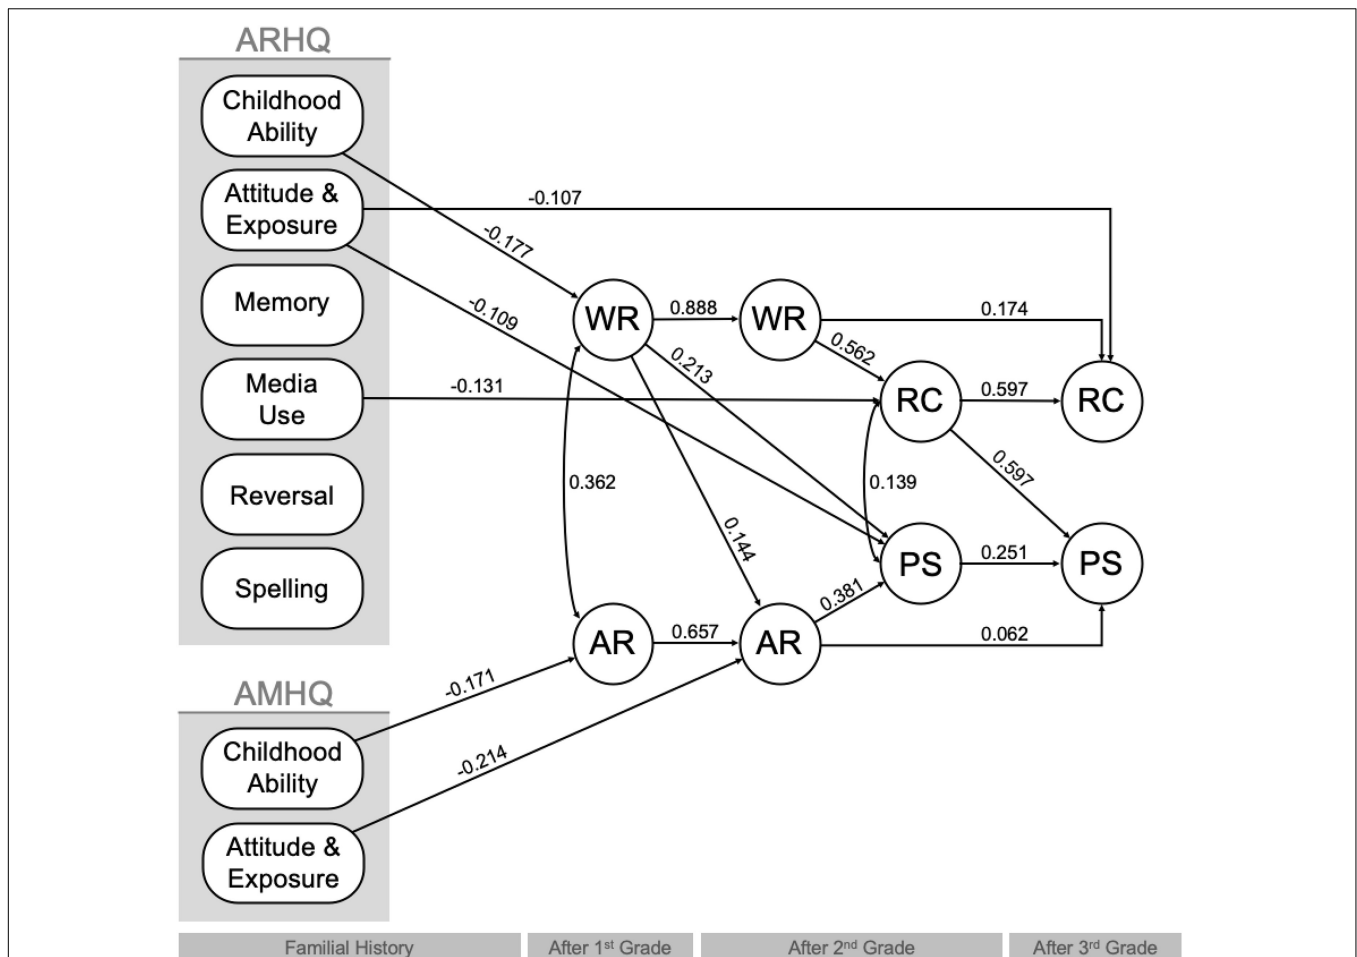 ARHQ
Childhood
Ability
Attitude &
Exposure
Memory
Media
Use
Reversal
Spelling
AMHQ
Childhood
Ability
Attitude &
Exposure
-0.107
-0.177
-0.109
-0.131
WR
0.888
WR
0.174
0.562
0.213
RC
0.597
RC
0.362
0.139
0.597
0.144
PS
0.251
PS
0.381
AR
0.657
AR
0.062
-0.171
-0.214
Familial History
After 1st Grade
After 2nd Grade
After 3rd Grade